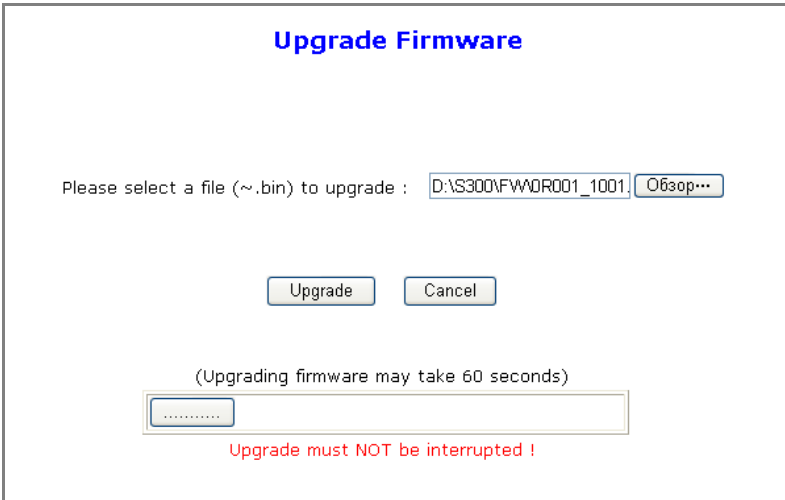 Upgrade Firmware
Please select a file (~.bin) to upgrade : D:\S300\FW\0R001_1001. Обзор...
Upgrade Cancel
(Upgrading firmware may take 60 seconds)
...........
Upgrade must NOT be interrupted !